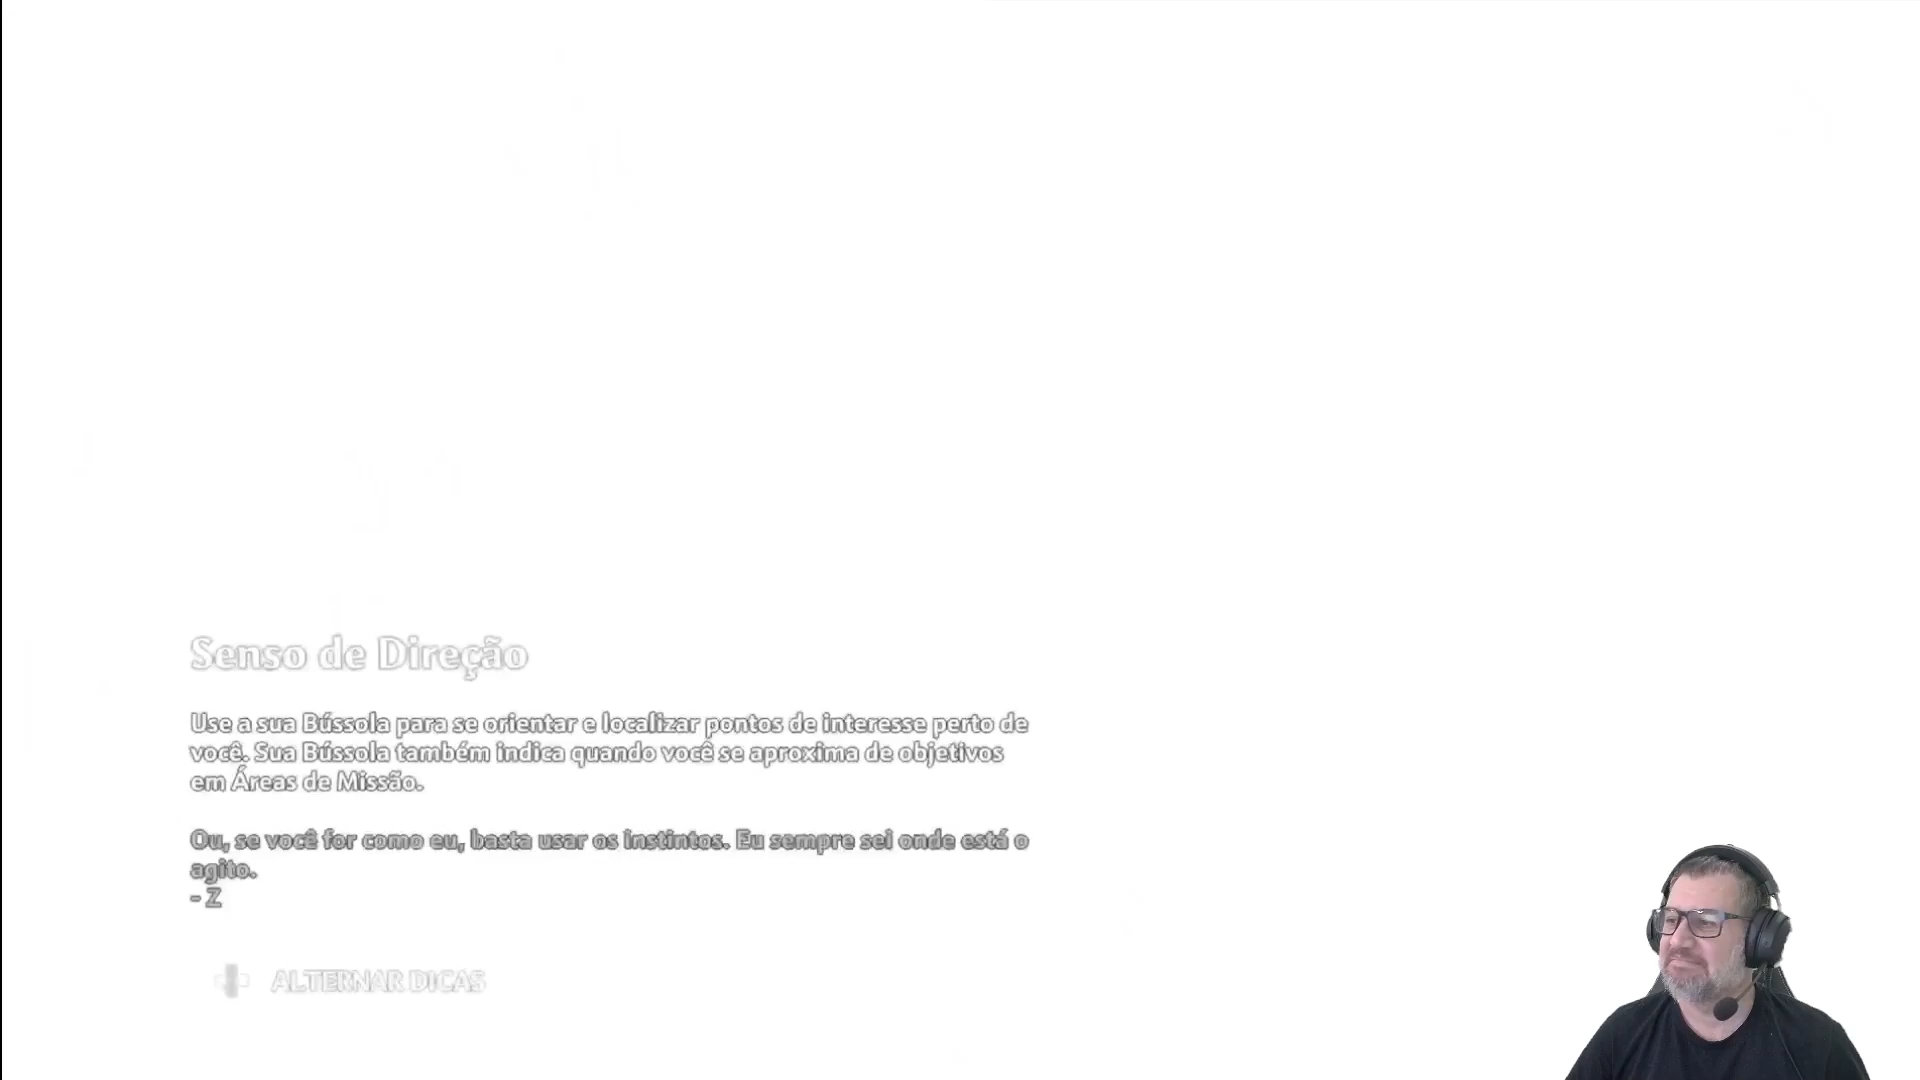 Senso de Direção
Use a sua Bússola para se orientar e localizar pontos de interesse perto de
você. Sua Bússola também indica quando você se aproxima de objetivos
em Áreas de Missão.
Ou, se você for como eu, basta usar os instintos. Eu sempre sei onde está o
agito.
- Z
ALTERNAR DICAS